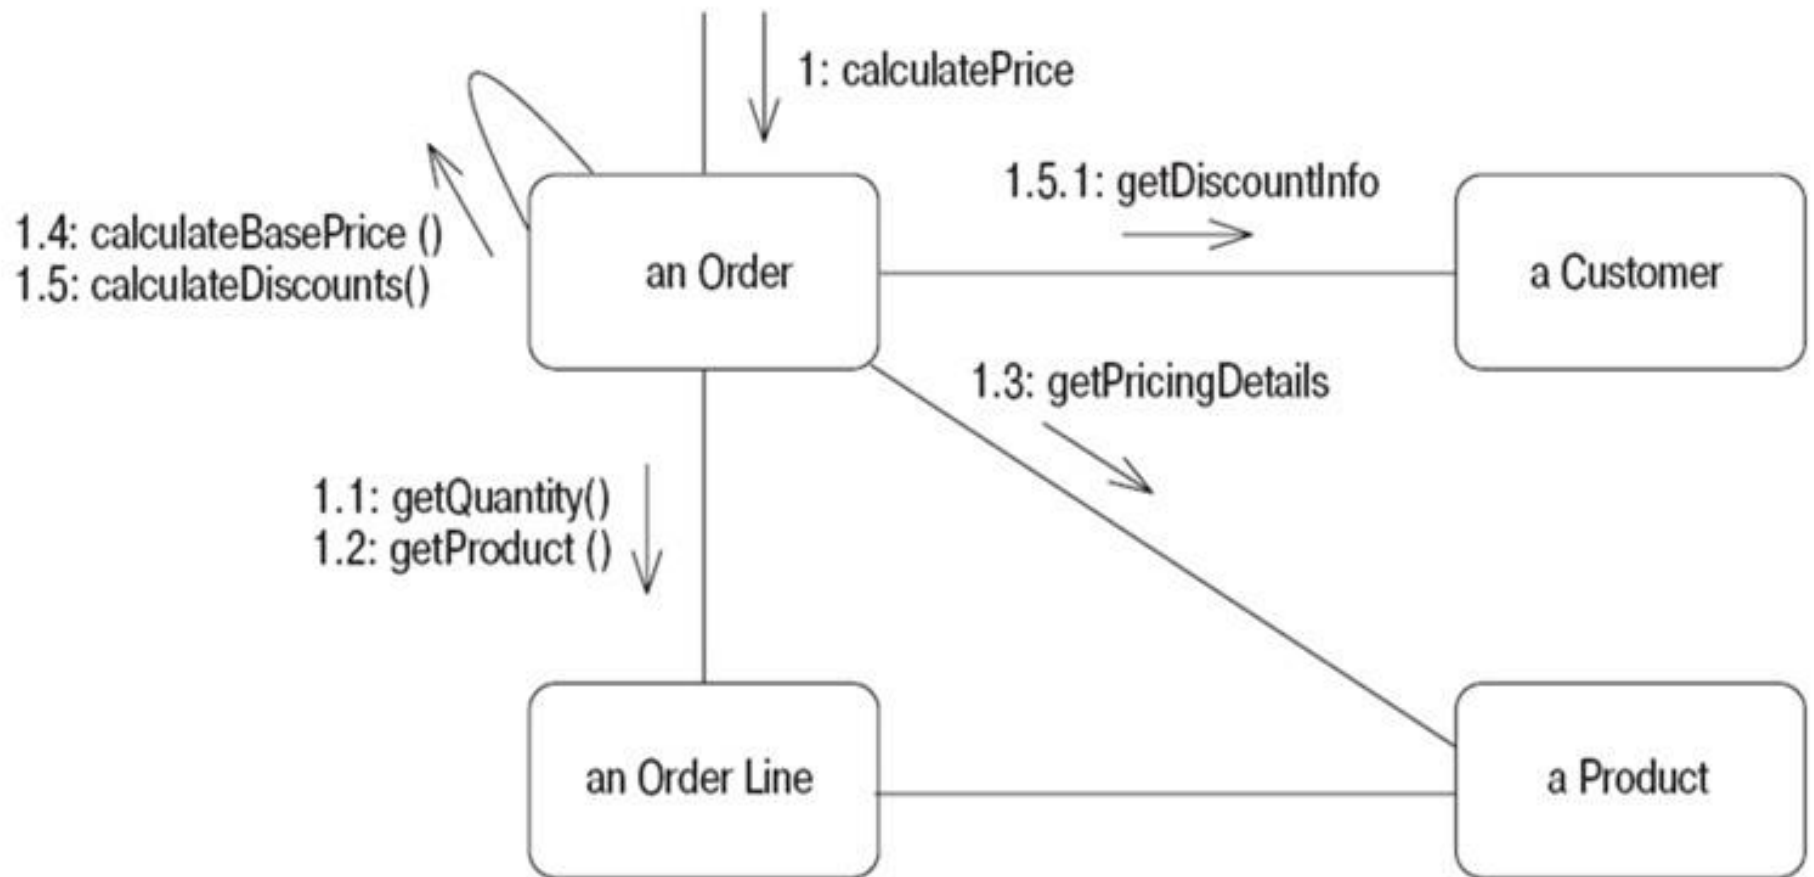 1: calculatePrice
1.5.1: getDiscountInfo
1.4: calculateBasePrice ()
1.5: calculateDiscounts()
an Order
a Customer
1.3: getPricingDetails
1.1: getQuantity()
1.2: getProduct ()
an Order Line
a Product